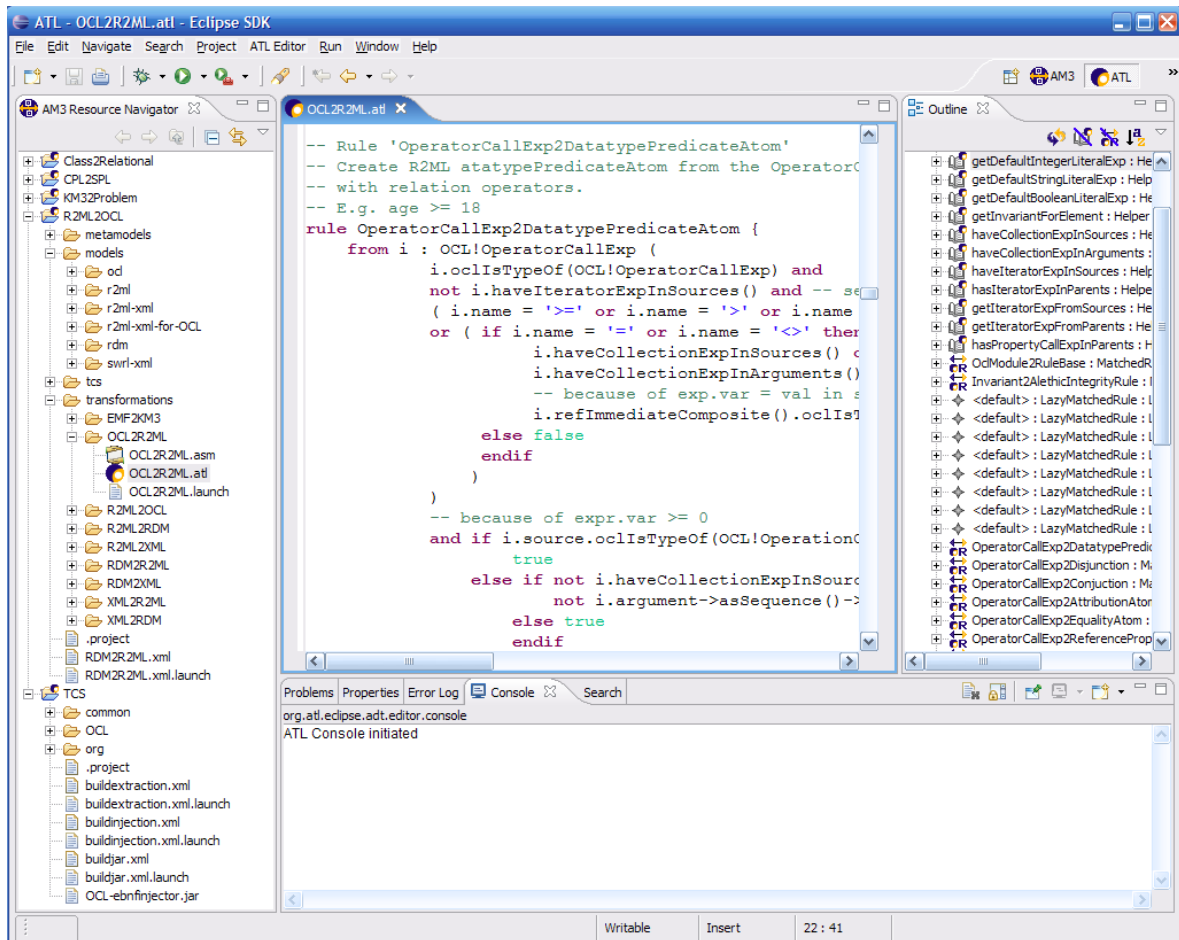 ATL - OCL2R2ML.atl - Eclipse SDK
File Edit Navigate Search Project ATL Editor Run Window Help
AM3 ATL »
AM3 Resource Navigator
Class2Relational
CPL2SPL
KM32Problem
R2ML2OCL
metamodels
models
ocl
r2ml
r2ml-xml
r2ml-xml-for-OCL
rdm
swrl-xml
tcs
transformations
EMF2KM3
OCL2R2ML
OCL2R2ML.asm
OCL2R2ML.atl
OCL2R2ML.launch
R2ML2OCL
R2ML2RDM
R2ML2XML
RDM2R2ML
RDM2XML
XML2R2ML
XML2RDM
.project
RDM2R2ML.xml
RDM2R2ML.xml.launch
TCS
common
OCL
org
.project
buildextraction.xml
buildextraction.xml.launch
buildinjection.xml
buildinjection.xml.launch
buildjar.xml
buildjar.xml.launch
OCL-ebnfinjector.jar
OCL2R2ML.atl
-- Rule 'OperatorCallExp2DatatypePredicateAtom'
-- Create R2ML atatypePredicateAtom from the OperatorC
-- with relation operators.
-- E.g. age >= 18
rule OperatorCallExp2DatatypePredicateAtom {
from i : OCL!OperatorCallExp (
i.oclIsTypeOf(OCL!OperatorCallExp) and
not i.haveIteratorExpInSources() and -- se
( i.name = '>=' or i.name = '>' or i.name
or ( if i.name = '=' or i.name = '<>' then
i.haveCollectionExpInSources() o
i.haveCollectionExpInArguments()
-- because of exp.var = val in s
i.refImmediateComposite().oclIsT
else false
endif
)
)
-- because of expr.var >= 0
and if i.source.oclIsTypeOf(OCL!OperationC
true
else if not i.haveCollectionExpInSourc
not i.argument->asSequence()->
else true
endif
Outline
getDefaultIntegerLiteralExp : He
getDefaultStringLiteralExp : Help
getDefaultBooleanLiteralExp : He
getInvariantForElement : Helper
haveCollectionExpInSources : He
haveCollectionExpInArguments :
haveIteratorExpInSources : Help
hasIteratorExpInParents : Helpe
getIteratorExpFromSources : He
getIteratorExpFromParents : He
hasPropertyCallExpInParents : H
OclModule2RuleBase : MatchedR
Invariant2AlethicIntegrityRule : I
<default> : LazyMatchedRule : L
<default> : LazyMatchedRule : L
<default> : LazyMatchedRule : L
<default> : LazyMatchedRule : L
<default> : LazyMatchedRule : L
<default> : LazyMatchedRule : L
<default> : LazyMatchedRule : L
<default> : LazyMatchedRule : L
OperatorCallExp2DatatypePredic
OperatorCallExp2Disjunction : Ma
OperatorCallExp2Conjuction : Ma
OperatorCallExp2AttributionAtor
OperatorCallExp2EqualityAtom :
OperatorCallExp2ReferenceProp
Problems Properties Error Log Console Search
org.atl.eclipse.adt.editor.console
ATL Console initiated
Writable Insert 22 : 41